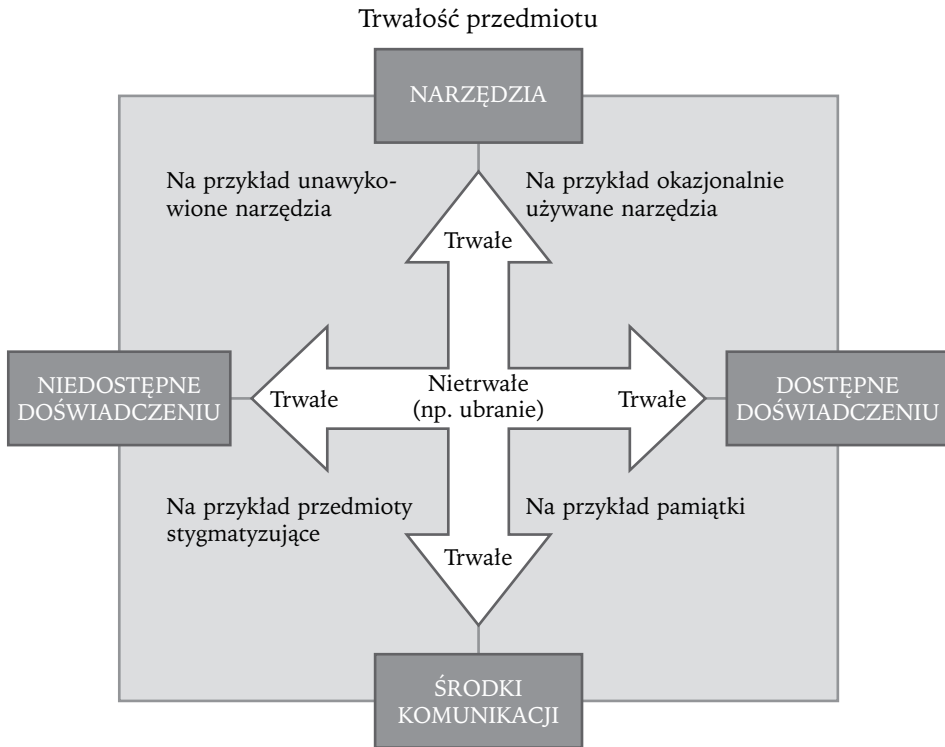 Trwałość przedmiotu
NARZĘDZIA
Na przykład unawyko-
wione narzędzia
Na przykład okazjonalnie
używane narzędzia
Trwałe
NIEDOSTĘPNE
DOŚWIADCZENIU
Trwałe
Nietrwałe
(np. ubranie)
Trwałe
DOSTĘPNE
DOŚWIADCZENIU
Na przykład przedmioty
stygmatyzujące
Na przykład pamiątki
Trwałe
ŚRODKI
KOMUNIKACJI